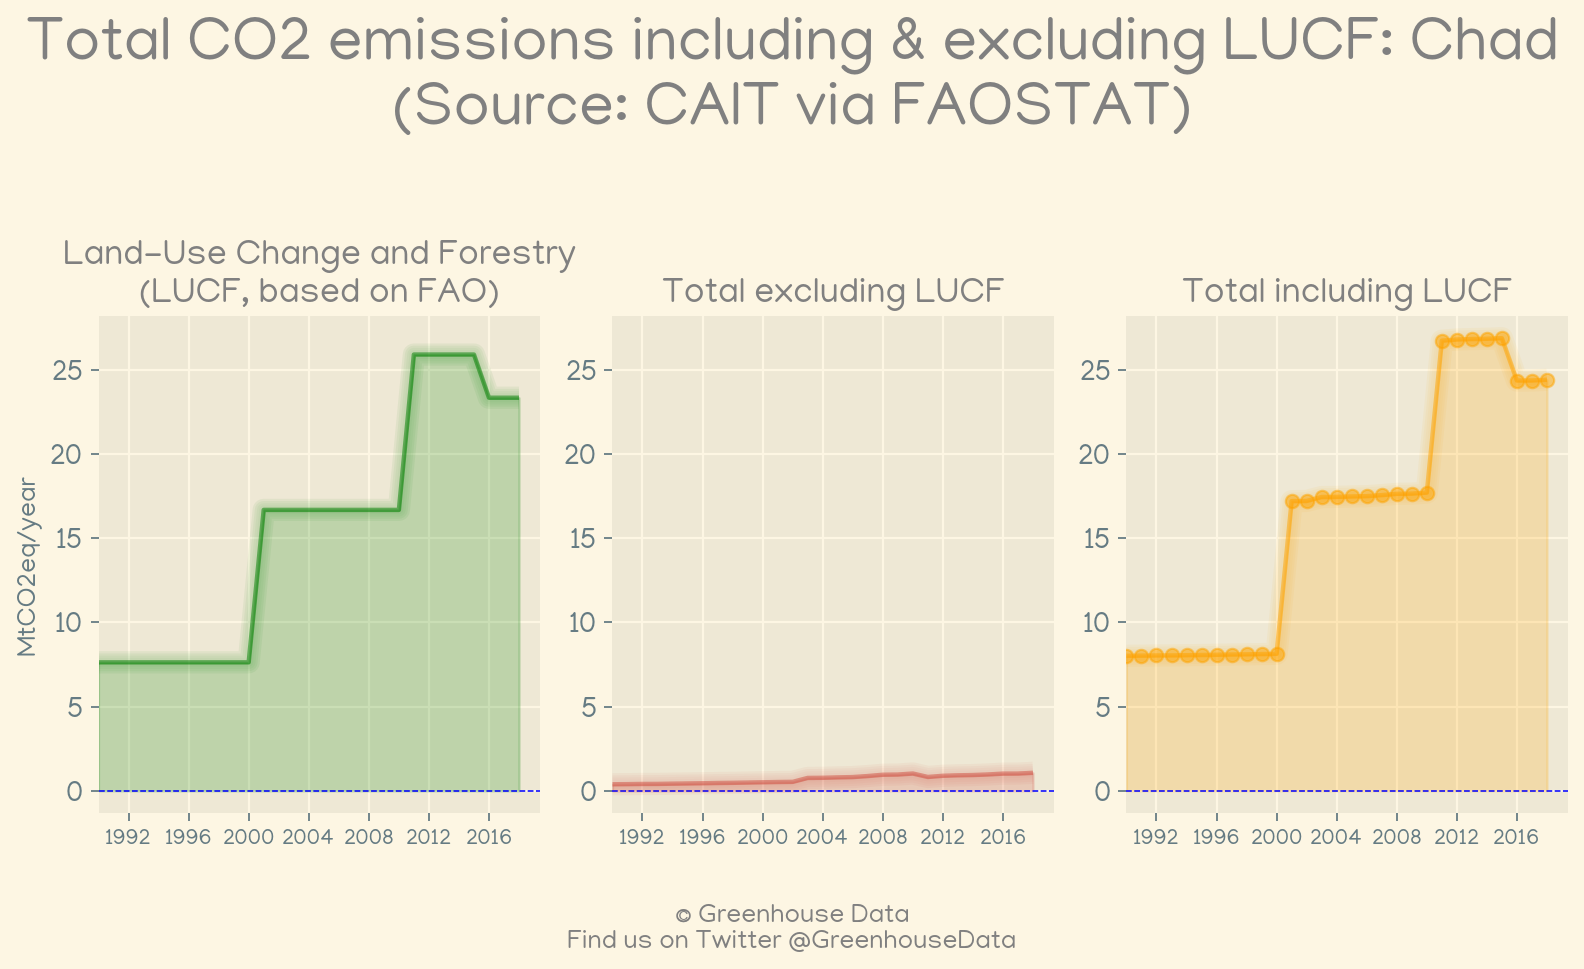 Total CO2 emissions including & excluding LUCF: Chad
(Source: CAIT via FAOSTAT)
Land-Use Change and Forestry
(LUCF, based on FAO)
Total excluding LUCF
Total including LUCF
MtCO2eq/year
25
20
15
10
5
0
1992 1996 2000 2004 2008 2012 2016
25
20
15
10
5
0
1992 1996 2000 2004 2008 2012 2016
25
20
15
10
5
0
1992 1996 2000 2004 2008 2012 2016
© Greenhouse Data
Find us on Twitter @GreenhouseData